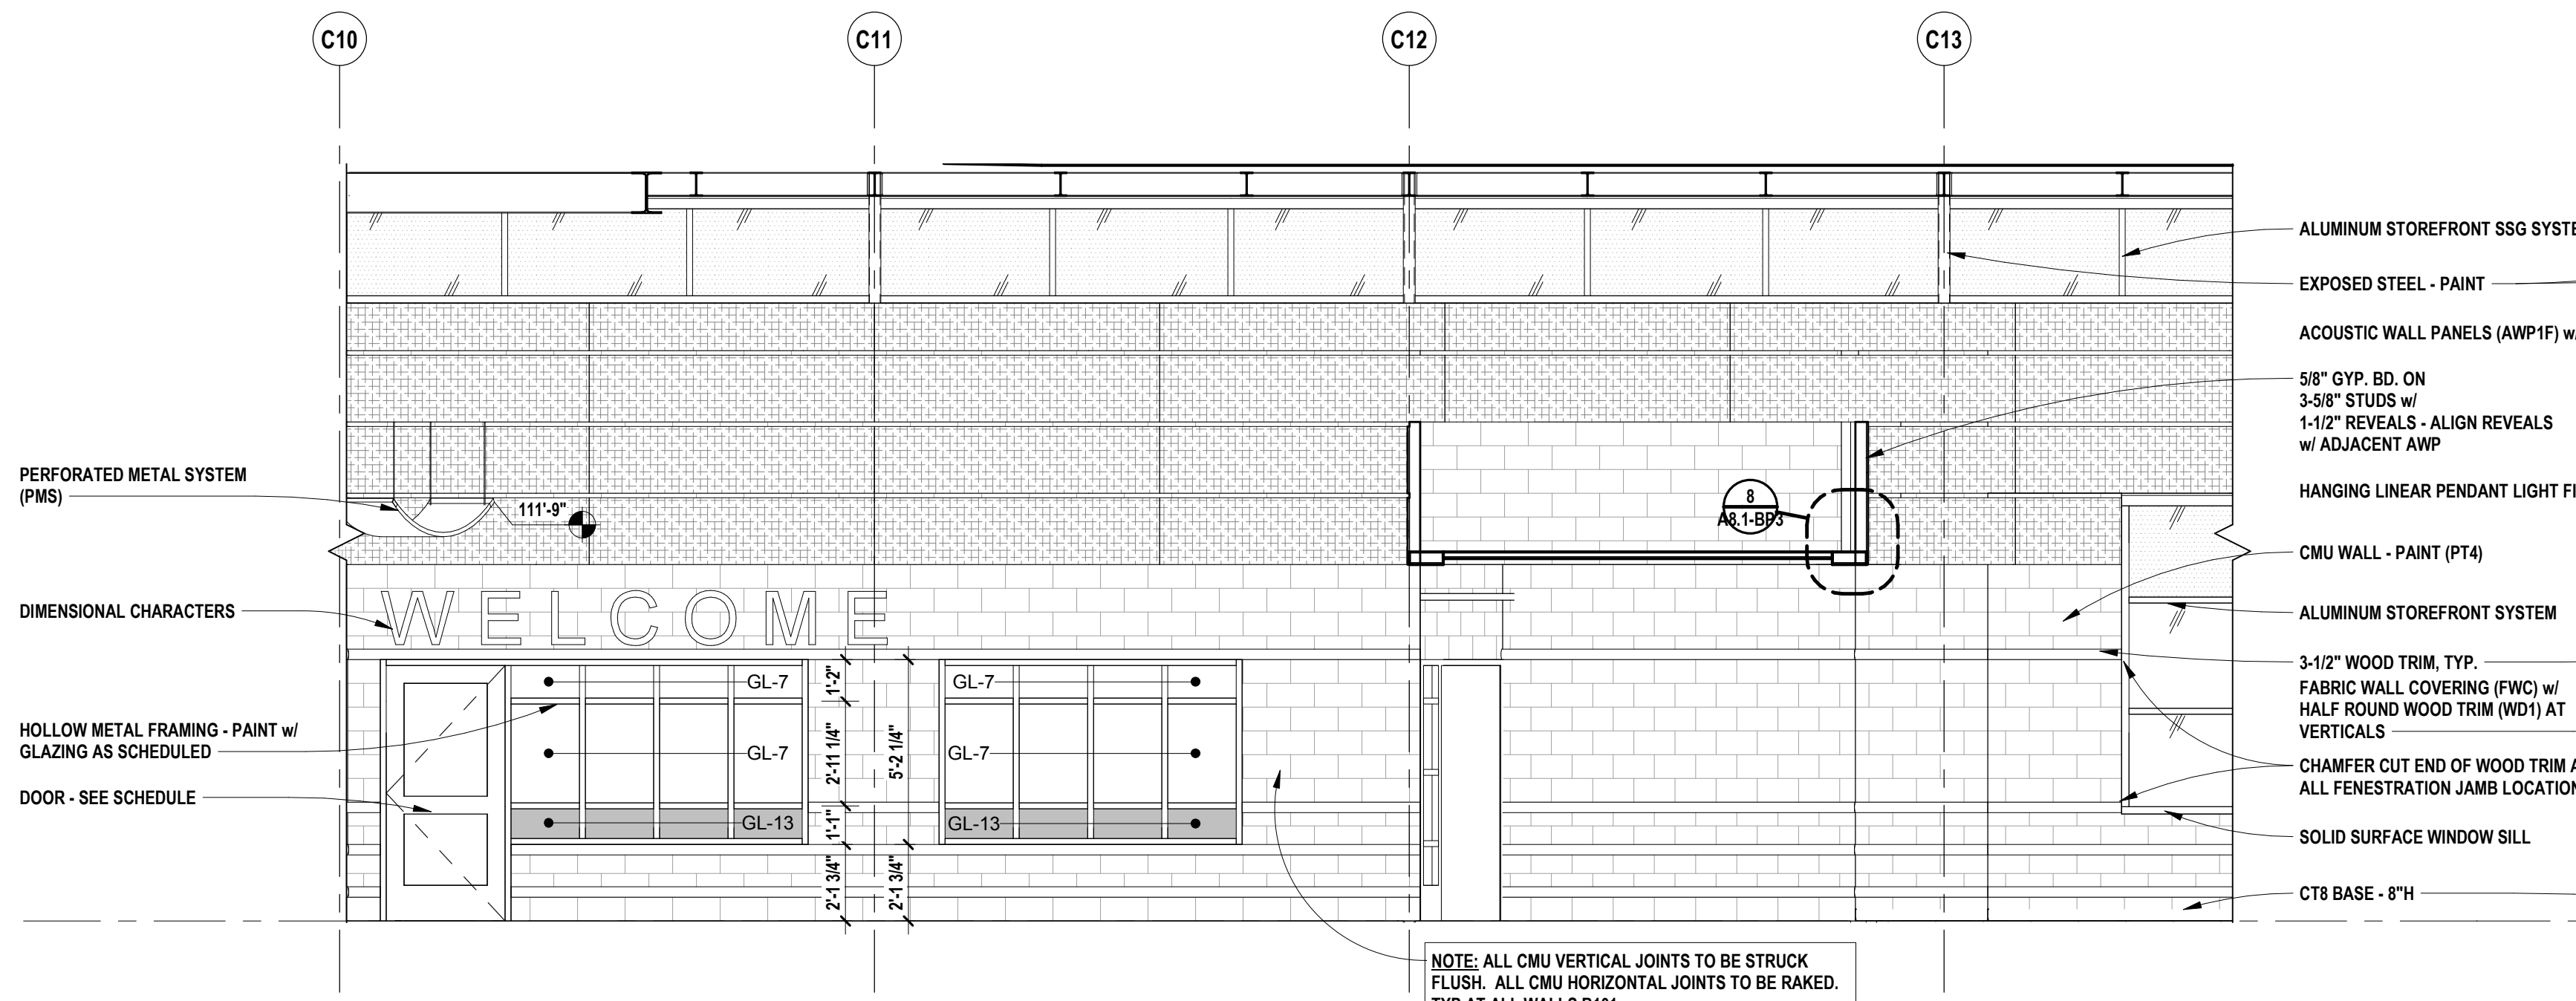 C10
C11
C12
C13
PERFORATED METAL SYSTEM
(PMS)
111'-9"
DIMENSIONAL CHARACTERS
WELCOME
HOLLOW METAL FRAMING - PAINT w/
GLAZING AS SCHEDULED
DOOR - SEE SCHEDULE
GL-7
GL-7
GL-13
1'-2"
2'-11 1/4"
1'-1"
2'-1 3/4"
5'-2 1/4"
2'-1 3/4"
GL-7
GL-7
GL-13
8
A8.1-BP3
ALUMINUM STOREFRONT SSG
EXPOSED STEEL - PAINT
ACOUSTIC WALL PANELS (AWP1F)
5/8" GYP. BD. ON
3-5/8" STUDS w/
1-1/2" REVEALS - ALIGN REVEALS
w/ ADJACENT AWP
HANGING LINEAR PENDANT LIGHT
CMU WALL - PAINT (PT4)
ALUMINUM STOREFRONT SYSTEM
3-1/2" WOOD TRIM, TYP.
FABRIC WALL COVERING (FWC) w/
HALF ROUND WOOD TRIM (WD1) AT
VERTICALS
CHAMFER CUT END OF WOOD TRIM
ALL FENESTRATION JAMB
SOLID SURFACE WINDOW SILL
CT8 BASE - 8"H
NOTE: ALL CMU VERTICAL JOINTS TO BE STRUCK
FLUSH. ALL CMU HORIZONTAL JOINTS TO BE RAKED.